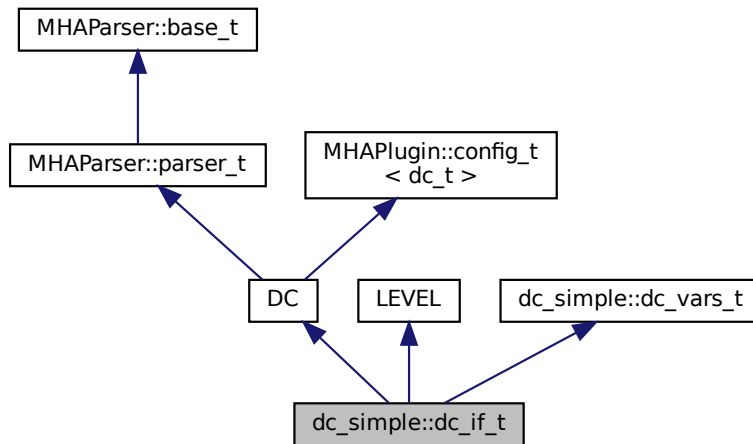 MHAParser::base_t
MHAParser::parser_t
MHAPlugin::config_t
< dc_t >
DC
LEVEL
dc_simple::dc_vars_t
dc_simple::dc_if_t